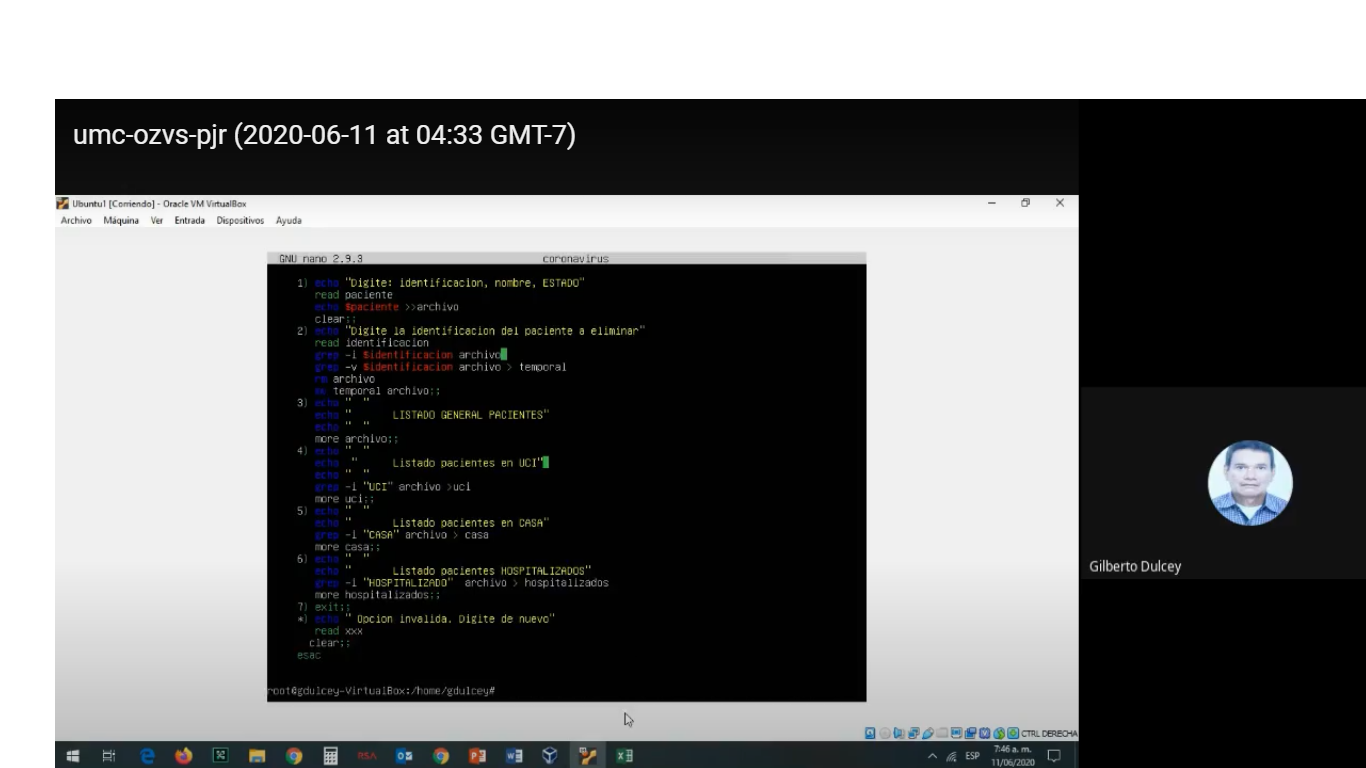 umc-ozvs-pjr (2020-06-11 at 04:33 GMT-7)
Ubuntu1 [Corriendo] - Oracle VM VirtualBox
Archivo Máquina Ver Entrada Dispositivos Ayuda
GNU nano 2.9.3 coronavirus
1) echo "Digite: identificacion, nombre, ESTADO"
read paciente
echo $paciente >>archivo
clear;;
2) echo "Digite la identificacion del paciente a eliminar"
read identificacion
grep -i $identificacion archivo
grep -v $identificacion archivo > temporal
rm archivo
mv temporal archivo;;
3) echo " "
echo " LISTADO GENERAL PACIENTES"
echo " "
more archivo;;
4) echo " "
echo " Listado pacientes en UCI"
echo " "
grep -i "UCI" archivo >uci
more uci;;
5) echo " "
echo " Listado pacientes en CASA"
grep -i "CASA" archivo > casa
more casa;;
6) echo " "
echo " Listado pacientes HOSPITALIZADOS"
grep -i "HOSPITALIZADO" archivo > hospitalizados
more hospitalizados;;
7) exit;;
*) echo " Opcion invalida. Digite de nuevo"
read xxx
clear;;
esac
root@gdulcey-VirtualBox:/home/gdulcey#
Gilberto Dulcey
CTRL DERECHA
RSA
ESP
7:46 a. m.
11/06/2020